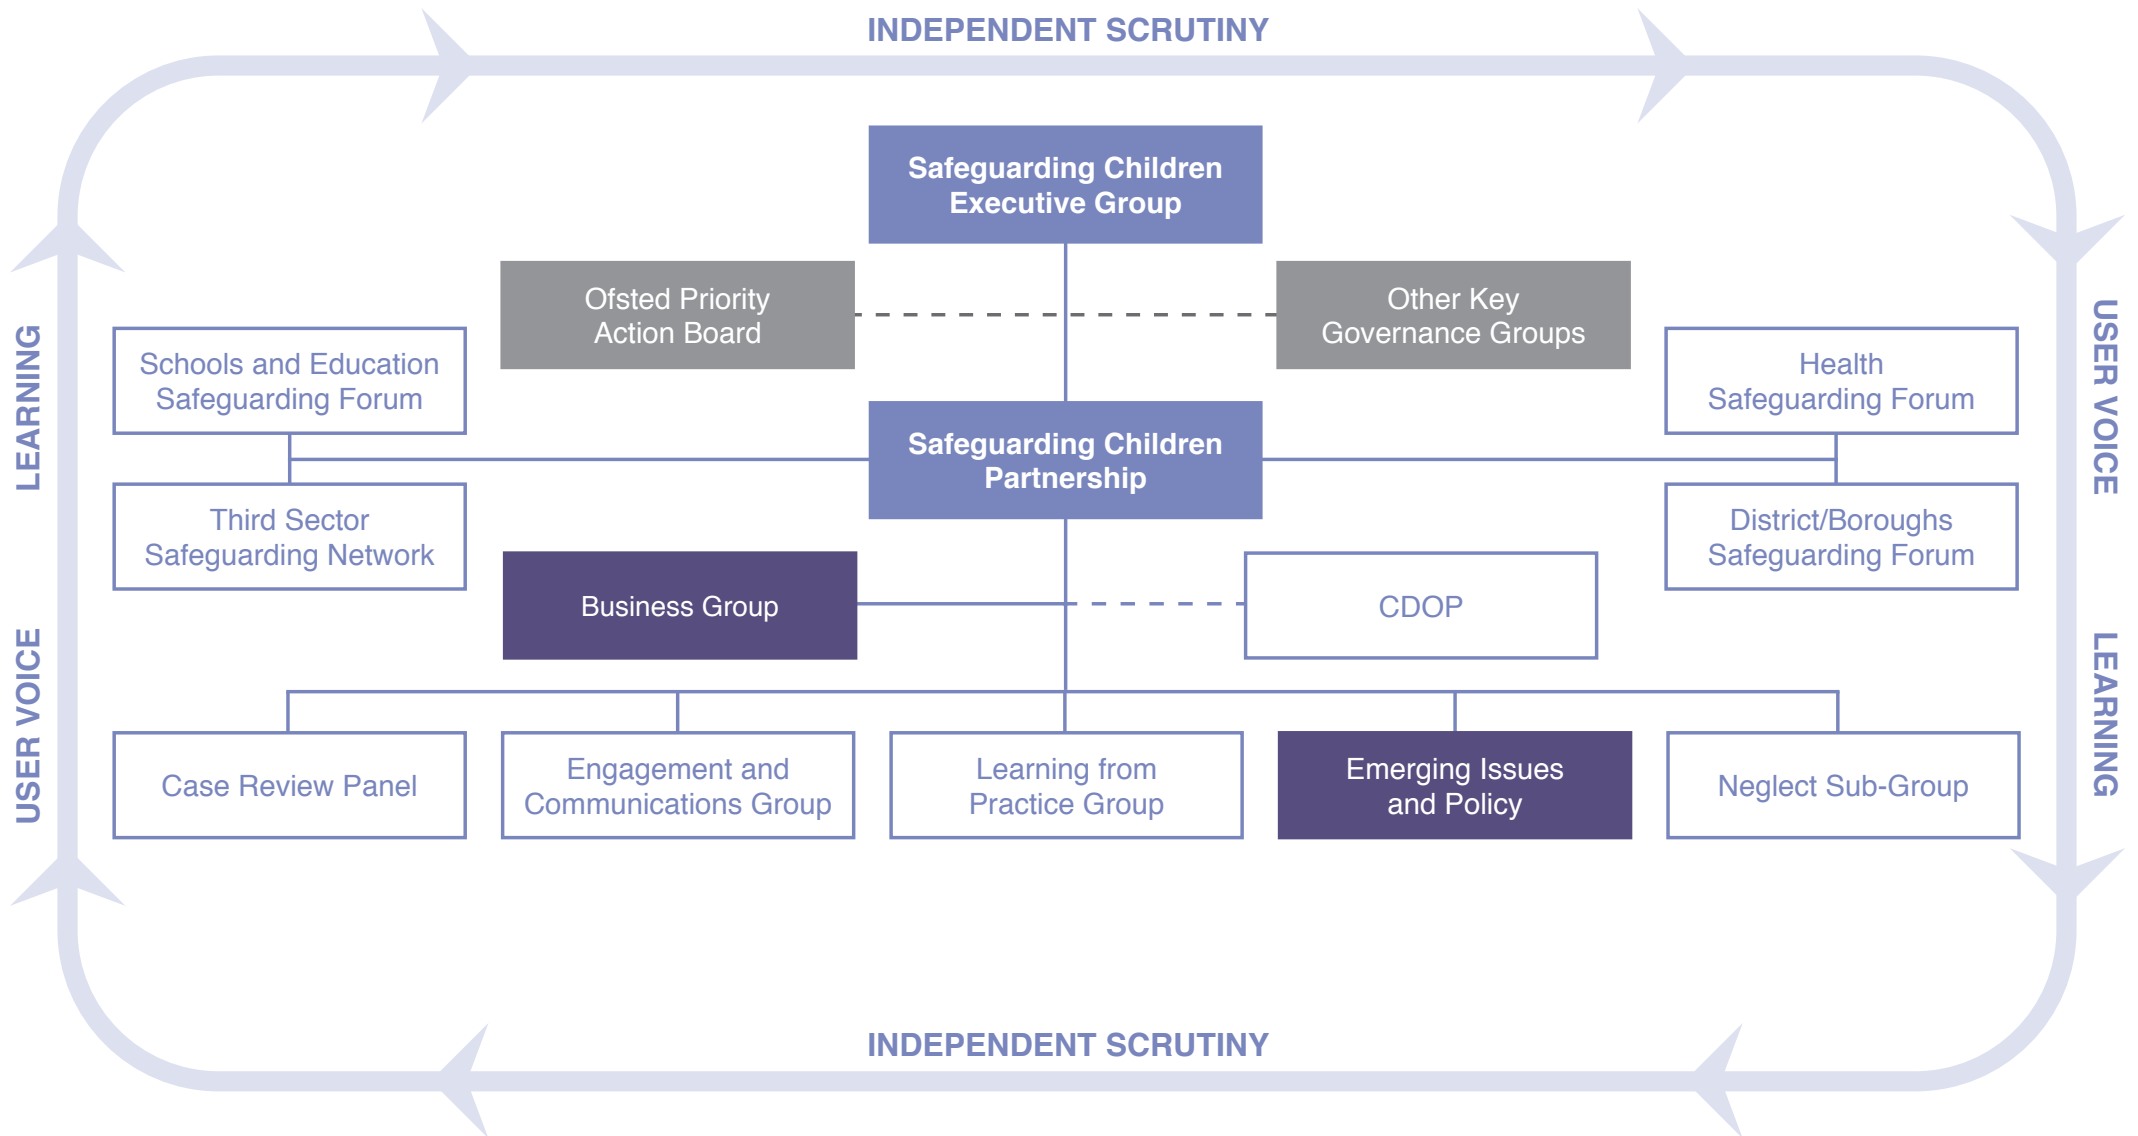 INDEPENDENT SCRUTINY
Safeguarding Children
Executive Group
Ofsted Priority
Action Board
Other Key
Governance Groups
LEARNING
Schools and Education
Safeguarding Forum
Safeguarding Children
Partnership
Health
Safeguarding Forum
USER VOICE
Third Sector
Safeguarding Network
District/Boroughs
Safeguarding Forum
Business Group
CDOP
USER VOICE
Case Review Panel
Engagement and
Communications Group
Learning from
Practice Group
Emerging Issues
and Policy
Neglect Sub-Group
LEARNING
INDEPENDENT SCRUTINY